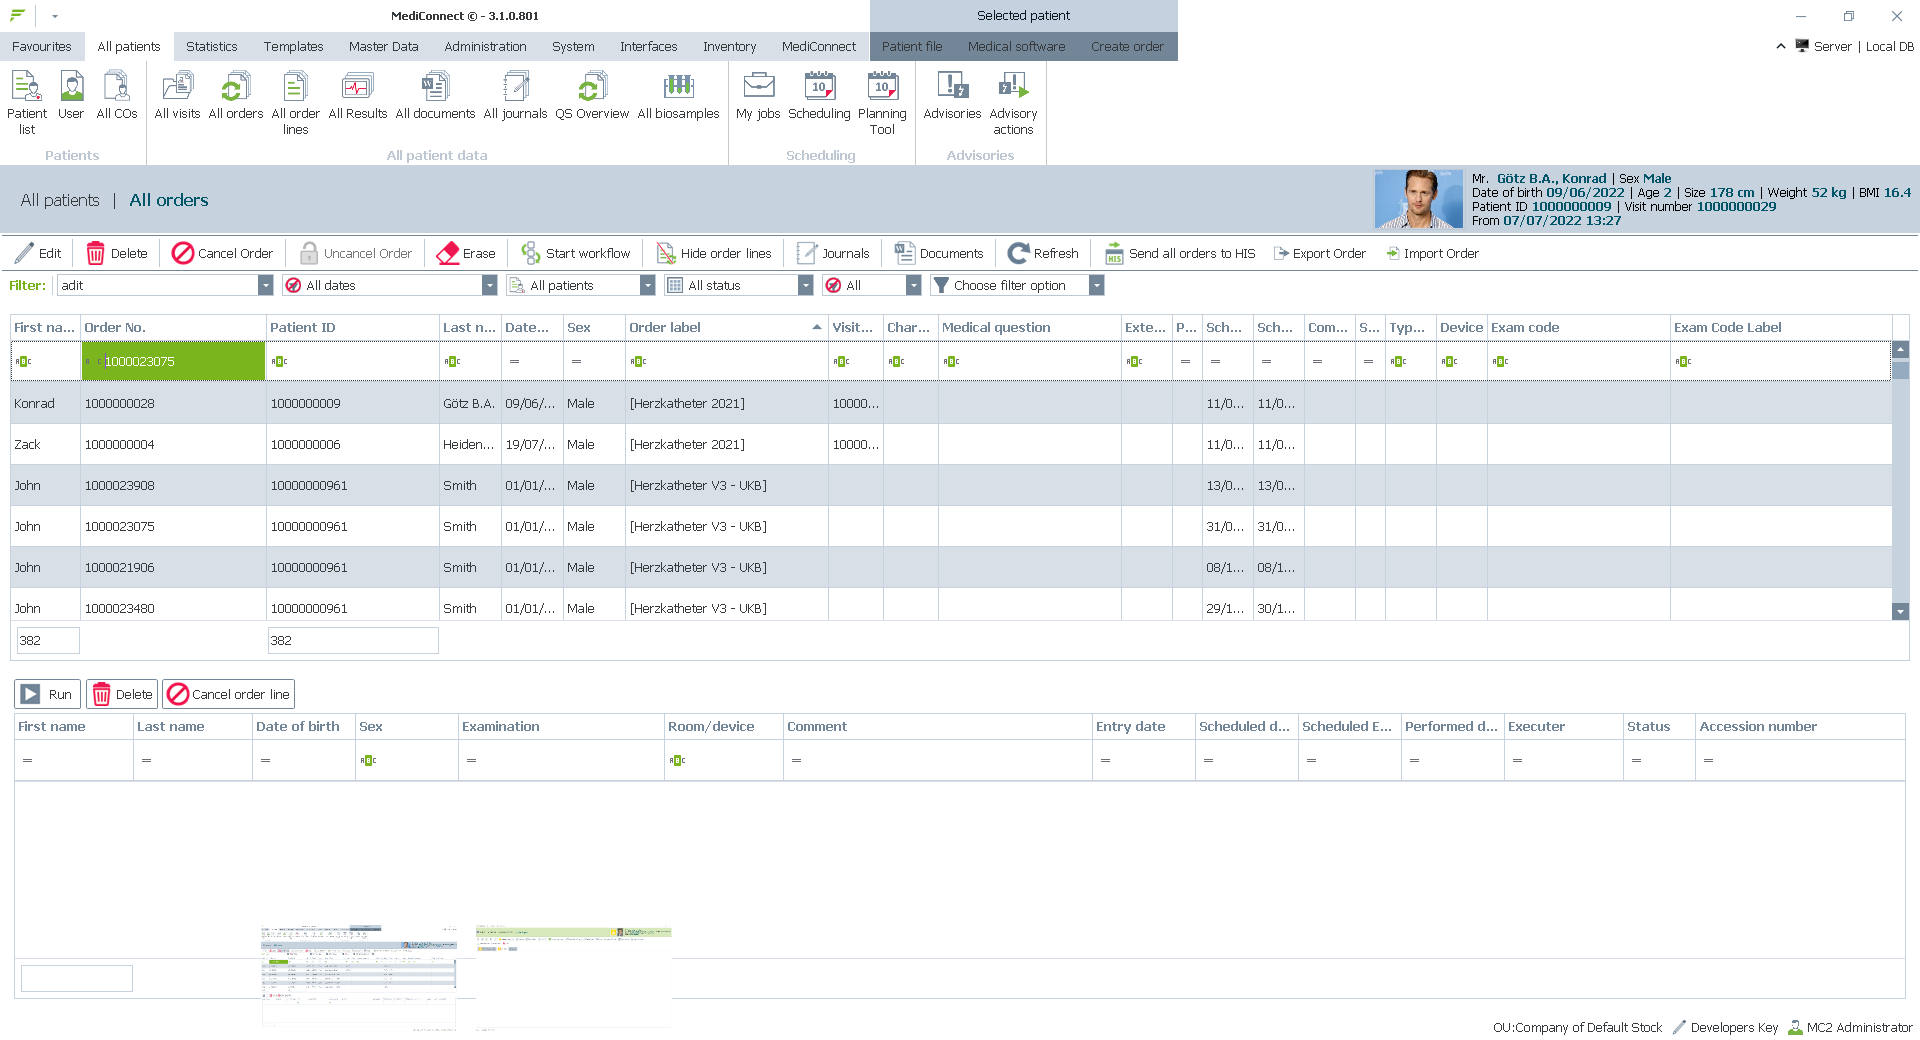 MediConnect © - 3.1.0.801
Selected patient
Favourites All patients Statistics Templates Master Data Administration System Interfaces Inventory MediConnect Patient file Medical software Create order
Server | Local DB
Patient list User All COs All visits All orders All order lines All Results All documents All journals QS Overview All biosamples My jobs Scheduling Planning Tool Advisories Advisory actions
Patients All patient data Scheduling Advisories
All patients | All orders
Mr. Götz B.A., Konrad | Sex Male
Date of birth 09/06/2022 | Age 2 | Size 178 cm | Weight 52 kg | BMI 16.4
Patient ID 1000000009 | Visit number 1000000029
From 07/07/2022 13:27
Edit Delete Cancel Order Uncancel Order Erase Start workflow Hide order lines Journals Documents Refresh Send all orders to HIS Export Order Import Order
Filter: adit All dates All patients All status All Choose filter option
First na... Order No. Patient ID Last n... Date... Sex Order label Visit... Char... Medical question Exte... P... Sch... Sch... Com... S... Typ... Device Exam code Exam Code Label
1000023075
Konrad 1000000028 1000000009 Götz B.A. 09/06/... Male [Herzkatheter 2021] 10000... 11/0... 11/0...
Zack 1000000004 1000000006 Heiden... 19/07/... Male [Herzkatheter 2021] 10000... 11/0... 11/0...
John 1000023908 10000000961 Smith 01/01/... Male [Herzkatheter V3 - UKB] 13/0... 13/0...
John 1000023075 10000000961 Smith 01/01/... Male [Herzkatheter V3 - UKB] 31/0... 31/0...
John 1000021906 10000000961 Smith 01/01/... Male [Herzkatheter V3 - UKB] 08/1... 08/1...
John 1000023480 10000000961 Smith 01/01/... Male [Herzkatheter V3 - UKB] 29/1... 30/1...
382 382
Run Delete Cancel order line
First name Last name Date of birth Sex Examination Room/device Comment Entry date Scheduled d... Scheduled E... Performed d... Executer Status Accession number
OU:Company of Default Stock Developers Key MC2 Administrator